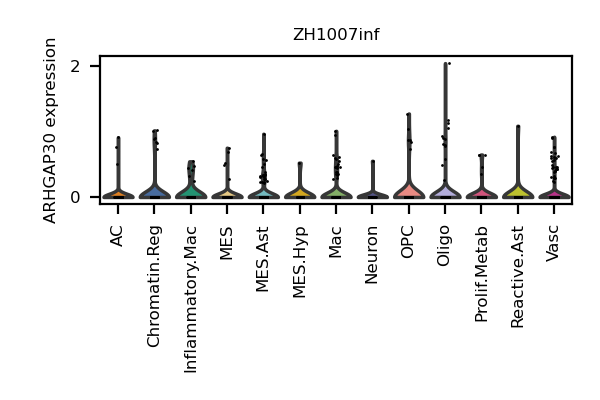 ZH1007inf
ARHGAP30 expression
2
0
AC
Chromatin.Reg
Inflammatory.Mac
MES
MES.Ast
MES.Hyp
Mac
Neuron
OPC
Oligo
Prolif.Metab
Reactive.Ast
Vasc